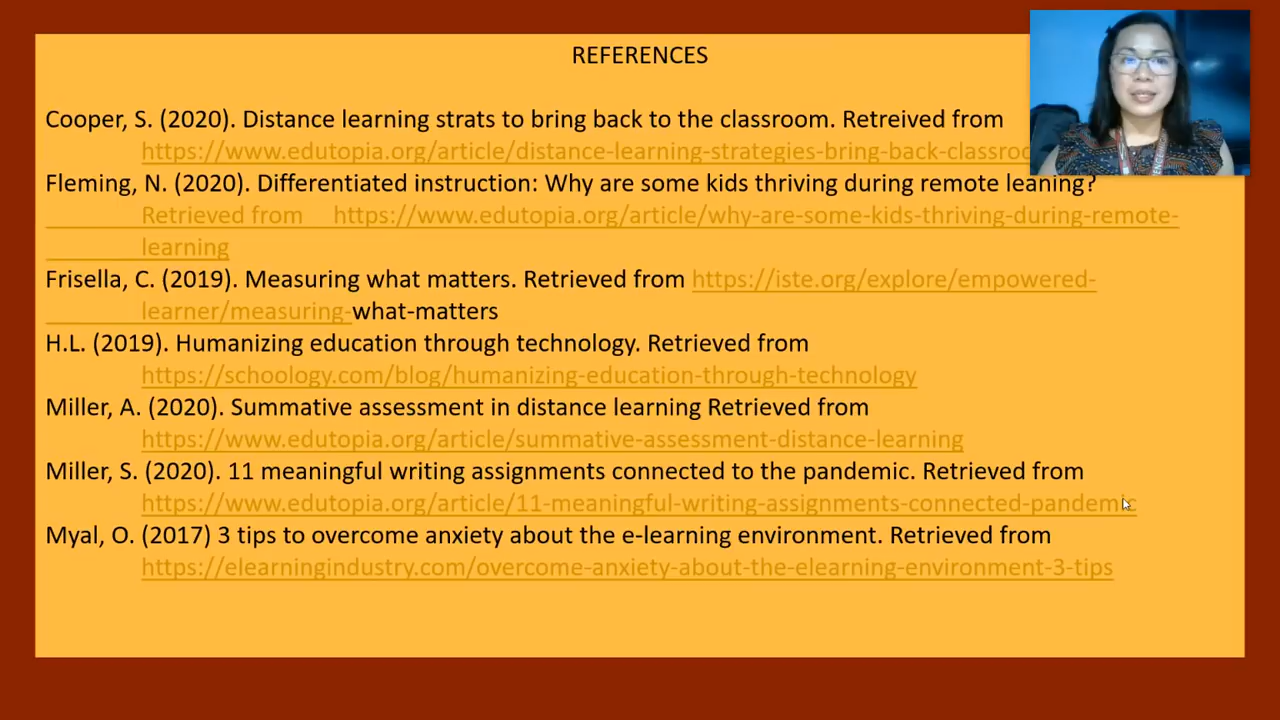 REFERENCES
Cooper, S. (2020). Distance learning strats to bring back to the classroom. Retreived from
https://www.edutopia.org/article/distance-learning-strategies-bring-back-classroo
Fleming, N. (2020). Differentiated instruction: Why are some kids thriving during remote leaning?
Retrieved from https://www.edutopia.org/article/why-are-some-kids-thriving-during-remote-
learning
Frisella, C. (2019). Measuring what matters. Retrieved from https://iste.org/explore/empowered-
learner/measuring-what-matters
H.L. (2019). Humanizing education through technology. Retrieved from
https://schoology.com/blog/humanizing-education-through-technology
Miller, A. (2020). Summative assessment in distance learning Retrieved from
https://www.edutopia.org/article/summative-assessment-distance-learning
Miller, S. (2020). 11 meaningful writing assignments connected to the pandemic. Retrieved from
https://www.edutopia.org/article/11-meaningful-writing-assignments-connected-pandemic
Myal, O. (2017) 3 tips to overcome anxiety about the e-learning environment. Retrieved from
https://elearningindustry.com/overcome-anxiety-about-the-elearning-environment-3-tips